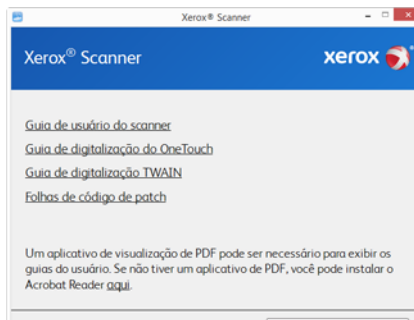 Xerox® Scanner
Xerox® Scanner
xerox
Guia de usuário do scanner
Guia de digitalização do OneTouch
Guia de digitalização TWAIN
Folhas de código de patch
Um aplicativo de visualização de PDF pode ser necessário para exibir os
guias do usuário. Se não tiver um aplicativo de PDF, você pode instalar o
Acrobat Reader aqui.